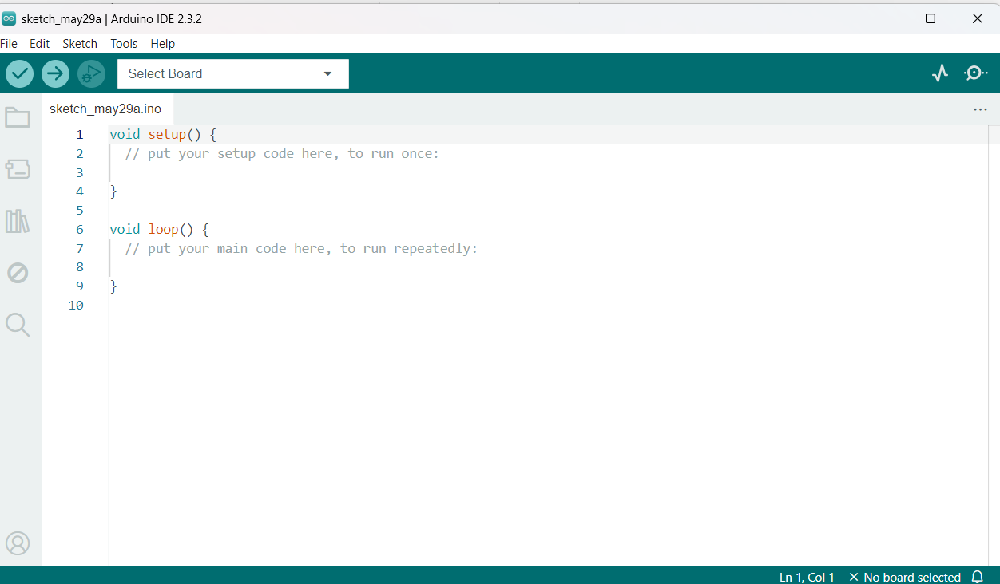 sketch_may29a | Arduino IDE 2.3.2
File Edit Sketch Tools Help
Select Board
sketch_may29a.ino
1 void setup() {
2 // put your setup code here, to run once:
3
4 }
5
6 void loop() {
7 // put your main code here, to run repeatedly:
8
9 }
10
Ln 1, Col 1 × No board selected